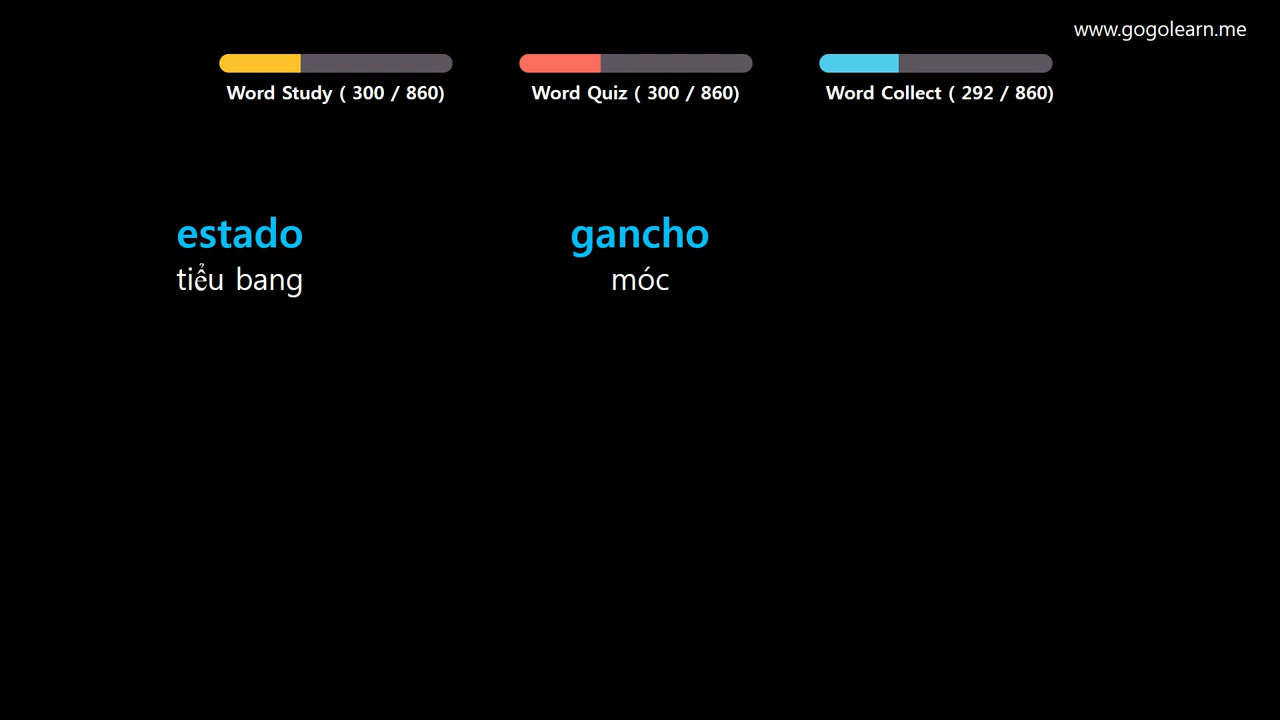 www.gogolearn.me
Word Study ( 300 / 860)
Word Quiz ( 300 / 860)
Word Collect ( 292 / 860)
estado
tiểu bang
gancho
móc